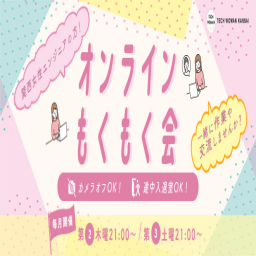 TECH WOMAN KANSAI
関西女性エンジニアの方!
オンライン
もくもく会
一緒に作業や
交流しませんか?
カメラオフOK!
途中入退室OK!
毎月開催
第2木曜21:00~/第3土曜21:00~